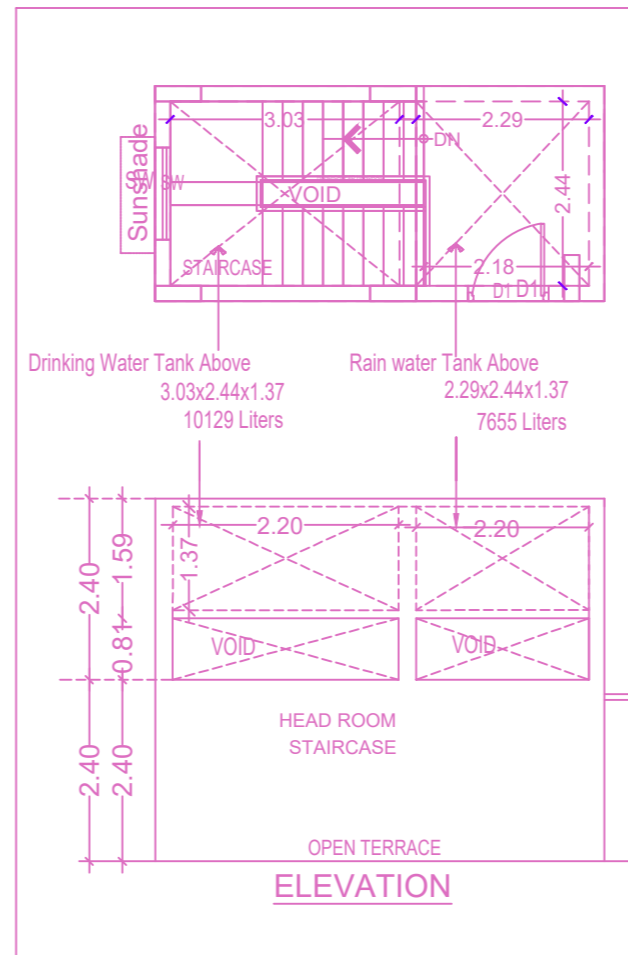 3.03
2.29
DN
Sunshade
SW
SW
VOID
2.44
STAIRCASE
2.18
D1
D1
Drinking Water Tank Above
3.03x2.44x1.37
10129 Liters
Rain water Tank Above
2.29x2.44x1.37
7655 Liters
2.20
2.20
1.37
1.59
2.40
0.81
VOID
VOID
HEAD ROOM
STAIRCASE
2.40
2.40
OPEN TERRACE
ELEVATION